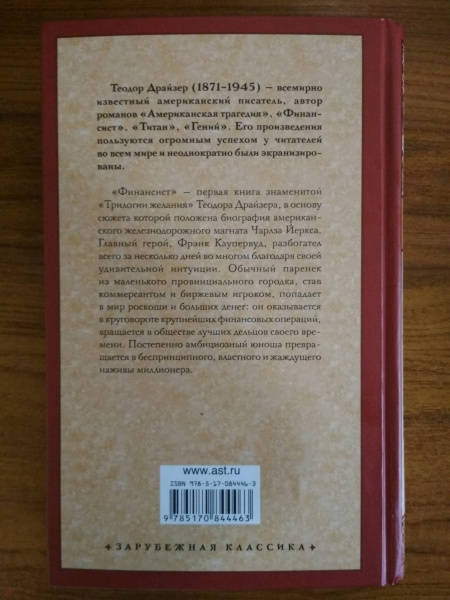 Теодор Драйзер (1871–1945) — всемирно
известный американский писатель, автор
романов «Американская трагедия», «Финан-
сист», «Титан», «Гений». Его произведения
пользуются огромным успехом у читателей
во всем мире и неоднократно были экранизиро-
ваны.
«Финансист» — первая книга знаменитой
«Трилогии желания» Теодора Драйзера, в основу
сюжета которой положена биография американ-
ского железнодорожного магната Чарлза Йеркса.
Главный герой, Фрэнк Каупервуд, разбогател
всего за несколько дней во многом благодаря своей
удивительной интуиции. Обычный паренек
из маленького провинциального городка, став
коммерсантом и биржевым игроком, попадает
в мир роскоши и больших денег: он оказывается
в круговороте крупнейших финансовых операций,
вращается в обществе лучших дельцов своего вре-
мени. Постепенно амбициозный юноша превра-
щается в беспринципного, властного и жаждущего
наживы миллионера.
www.ast.ru
ISBN 978-5-17-084446-3
9 785170 844463
ЗАРУБЕЖНАЯ КЛАССИКА